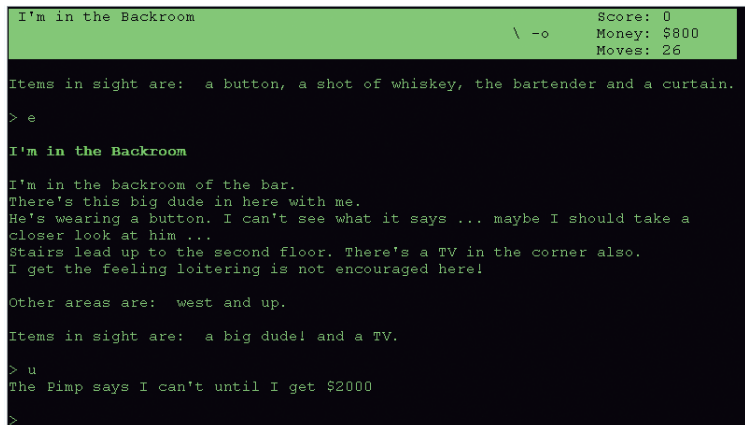 I'm in the Backroom Score: 0
\ -o Money: $800
Moves: 26
Items in sight are:  a button, a shot of whiskey, the bartender and a curtain.
> e
I'm in the Backroom
I'm in the backroom of the bar.
There's this big dude in here with me.
He's wearing a button. I can't see what it says ... maybe I should take a
closer look at him ...
Stairs lead up to the second floor. There's a TV in the corner also.
I get the feeling loitering is not encouraged here!
Other areas are:  west and up.
Items in sight are:  a big dude! and a TV.
> u
The Pimp says I can't until I get $2000
>